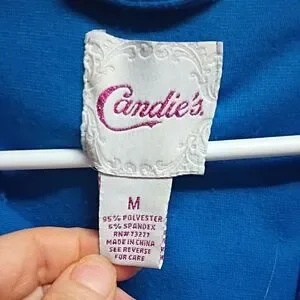 Candie's.
M
95% POLYESTER
5% SPANDEX
RN# 73277
MADE IN CHINA
SEE REVERSE
FOR CARE